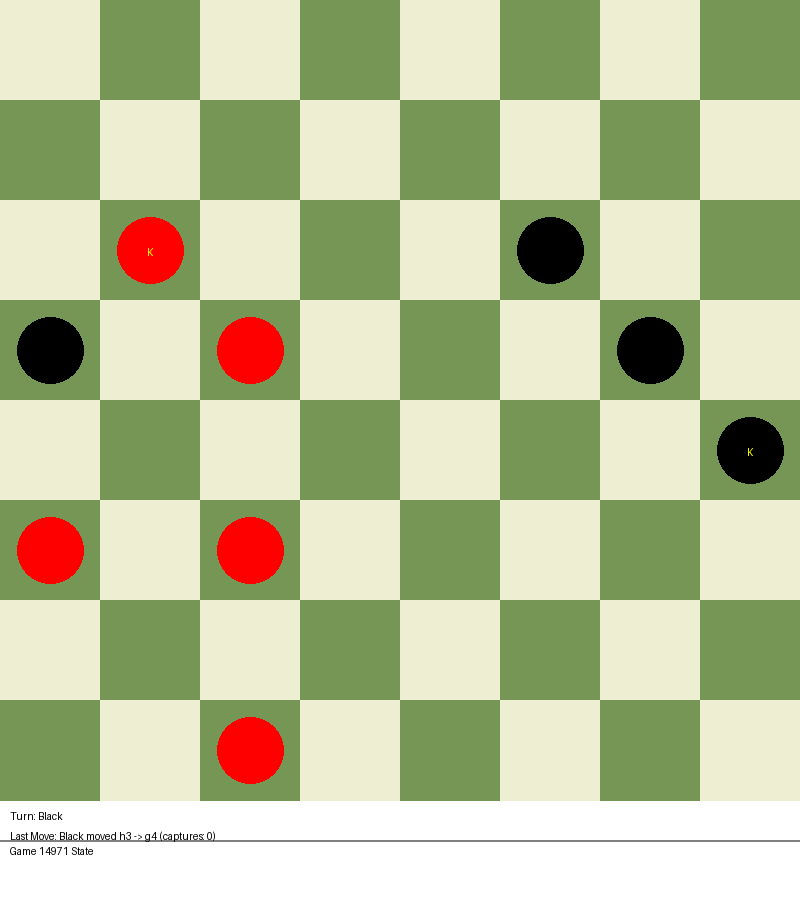 K
K
Turn: Black
Last Move: Black moved h3 -> g4 (captures: 0)
Game 14971 State